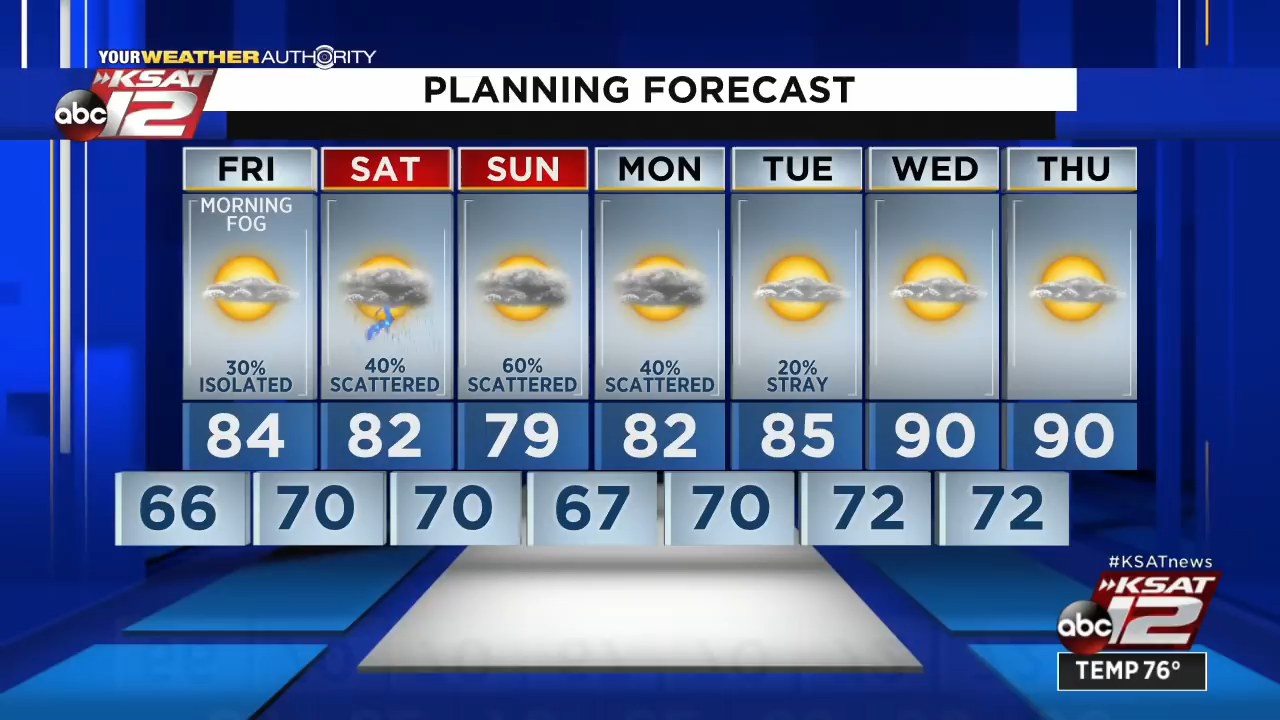 YOURWEATHERAUTHORITY
KSAT
abc 12
PLANNING FORECAST
FRI SAT SUN MON TUE WED THU
MORNING
FOG
30% 40% 60% 40% 20%
ISOLATED SCATTERED SCATTERED SCATTERED STRAY
84 82 79 82 85 90 90
66 70 70 67 70 72 72
#KSATnews
KSAT
abc 12
TEMP 76°